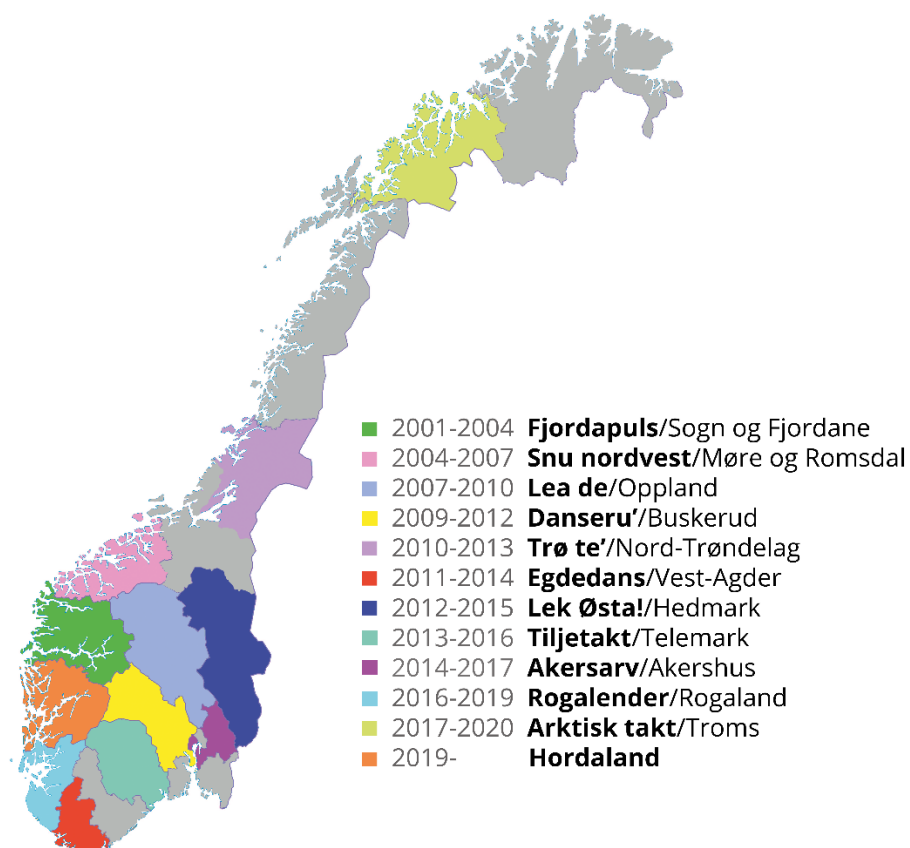 2001-2004 Fjordapuls/Sogn og Fjordane
2004-2007 Snu nordvest/Møre og Romsdal
2007-2010 Lea de/Oppland
2009-2012 Danseru’/Buskerud
2010-2013 Trø te’/Nord-Trøndelag
2011-2014 Egdedans/Vest-Agder
2012-2015 Lek Østa!/Hedmark
2013-2016 Tiljetakt/Telemark
2014-2017 Akersarv/Akershus
2016-2019 Rogalender/Rogaland
2017-2020 Arktisk takt/Troms
2019- Hordaland